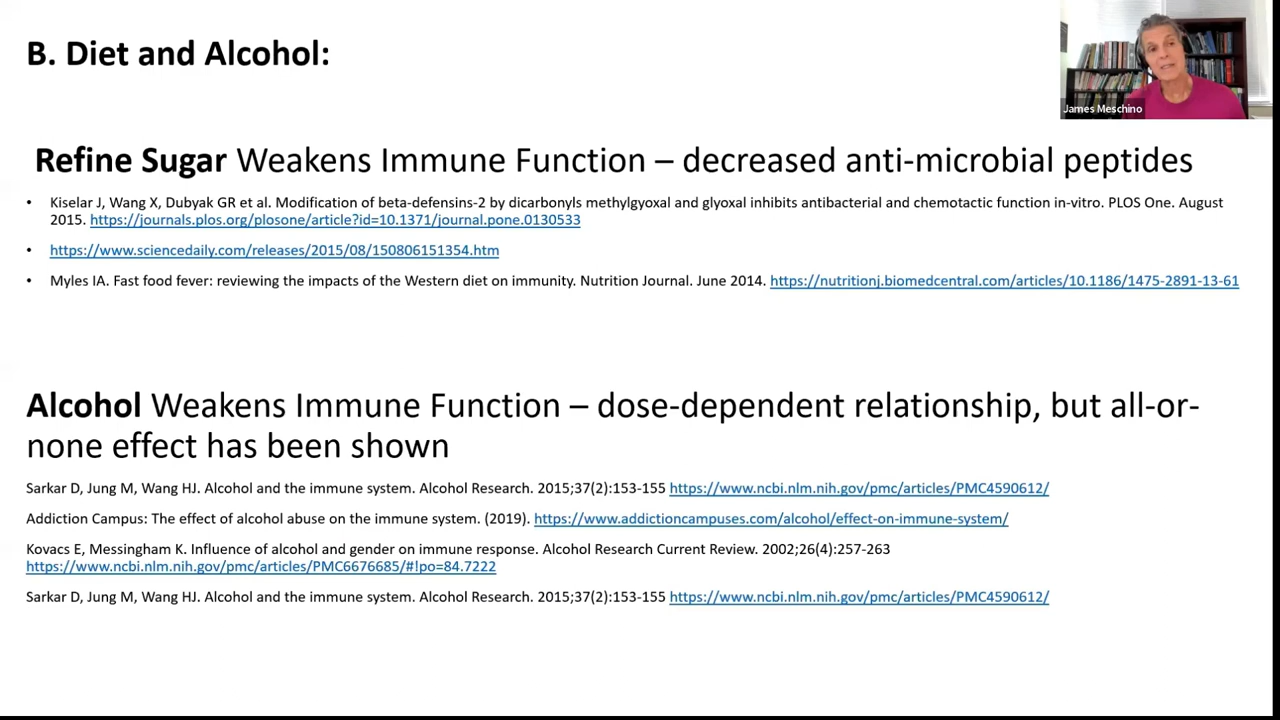 B. Diet and Alcohol:
James Meschino
Refine Sugar Weakens Immune Function – decreased anti-microbial peptides
• Kiselar J, Wang X, Dubyak GR et al. Modification of beta-defensins-2 by dicarbonyls methylgyoxal and glyoxal inhibits antibacterial and chemotactic function in-vitro. PLOS One. August
2015. https://journals.plos.org/plosone/article?id=10.1371/journal.pone.0130533
• https://www.sciencedaily.com/releases/2015/08/150806151354.htm
• Myles IA. Fast food fever: reviewing the impacts of the Western diet on immunity. Nutrition Journal. June 2014. https://nutritionj.biomedcentral.com/articles/10.1186/1475-2891-13-61
Alcohol Weakens Immune Function – dose-dependent relationship, but all-or-
none effect has been shown
Sarkar D, Jung M, Wang HJ. Alcohol and the immune system. Alcohol Research. 2015;37(2):153-155 https://www.ncbi.nlm.nih.gov/pmc/articles/PMC4590612/
Addiction Campus: The effect of alcohol abuse on the immune system. (2019). https://www.addictioncampuses.com/alcohol/effect-on-immune-system/
Kovacs E, Messingham K. Influence of alcohol and gender on immune response. Alcohol Research Current Review. 2002;26(4):257-263
https://www.ncbi.nlm.nih.gov/pmc/articles/PMC6676685/#!po=84.7222
Sarkar D, Jung M, Wang HJ. Alcohol and the immune system. Alcohol Research. 2015;37(2):153-155 https://www.ncbi.nlm.nih.gov/pmc/articles/PMC4590612/